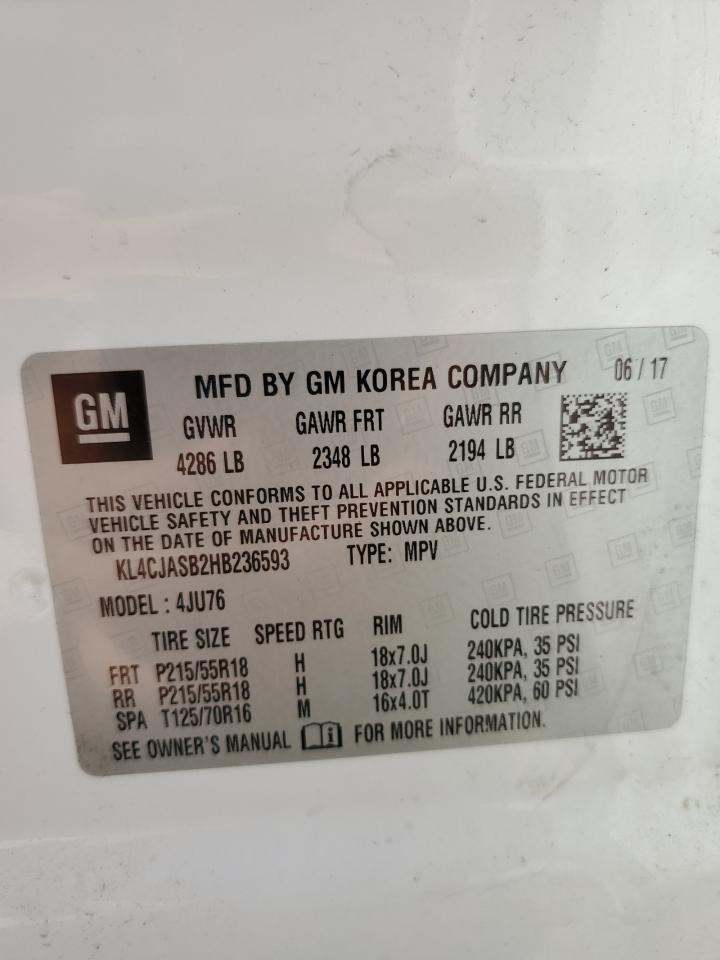 GM
MFD BY GM KOREA COMPANY 06 / 17
GVWR GAWR FRT GAWR RR
4286 LB 2348 LB 2194 LB
THIS VEHICLE CONFORMS TO ALL APPLICABLE U.S. FEDERAL MOTOR
VEHICLE SAFETY AND THEFT PREVENTION STANDARDS IN EFFECT
ON THE DATE OF MANUFACTURE SHOWN ABOVE.
KL4CJASB2HB236593 TYPE: MPV
MODEL : 4JU76
TIRE SIZE SPEED RTG RIM COLD TIRE PRESSURE
FRT P215/55R18 H 18x7.0J 240KPA, 35 PSI
RR P215/55R18 H 18x7.0J 240KPA, 35 PSI
SPA T125/70R16 M 16x4.0T 420KPA, 60 PSI
SEE OWNER'S MANUAL i FOR MORE INFORMATION.